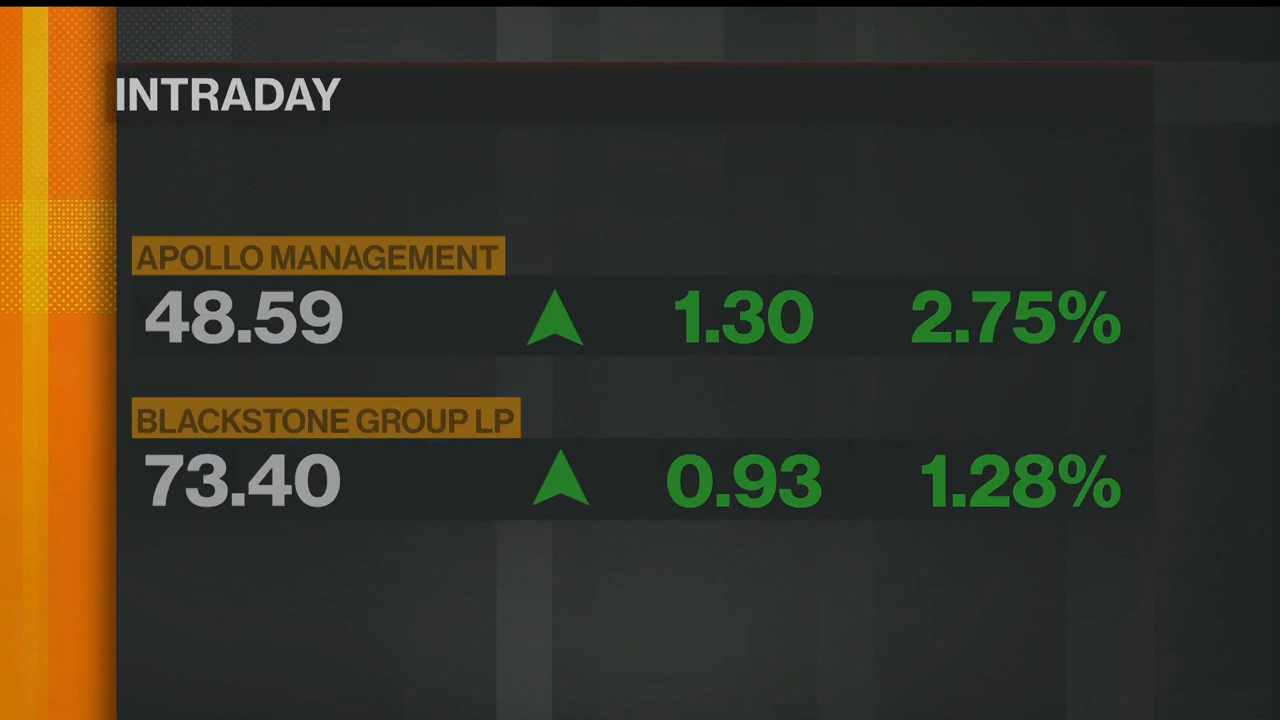 INTRADAY
APOLLO MANAGEMENT
48.59 ▲ 1.30 2.75%
BLACKSTONE GROUP LP
73.40 ▲ 0.93 1.28%